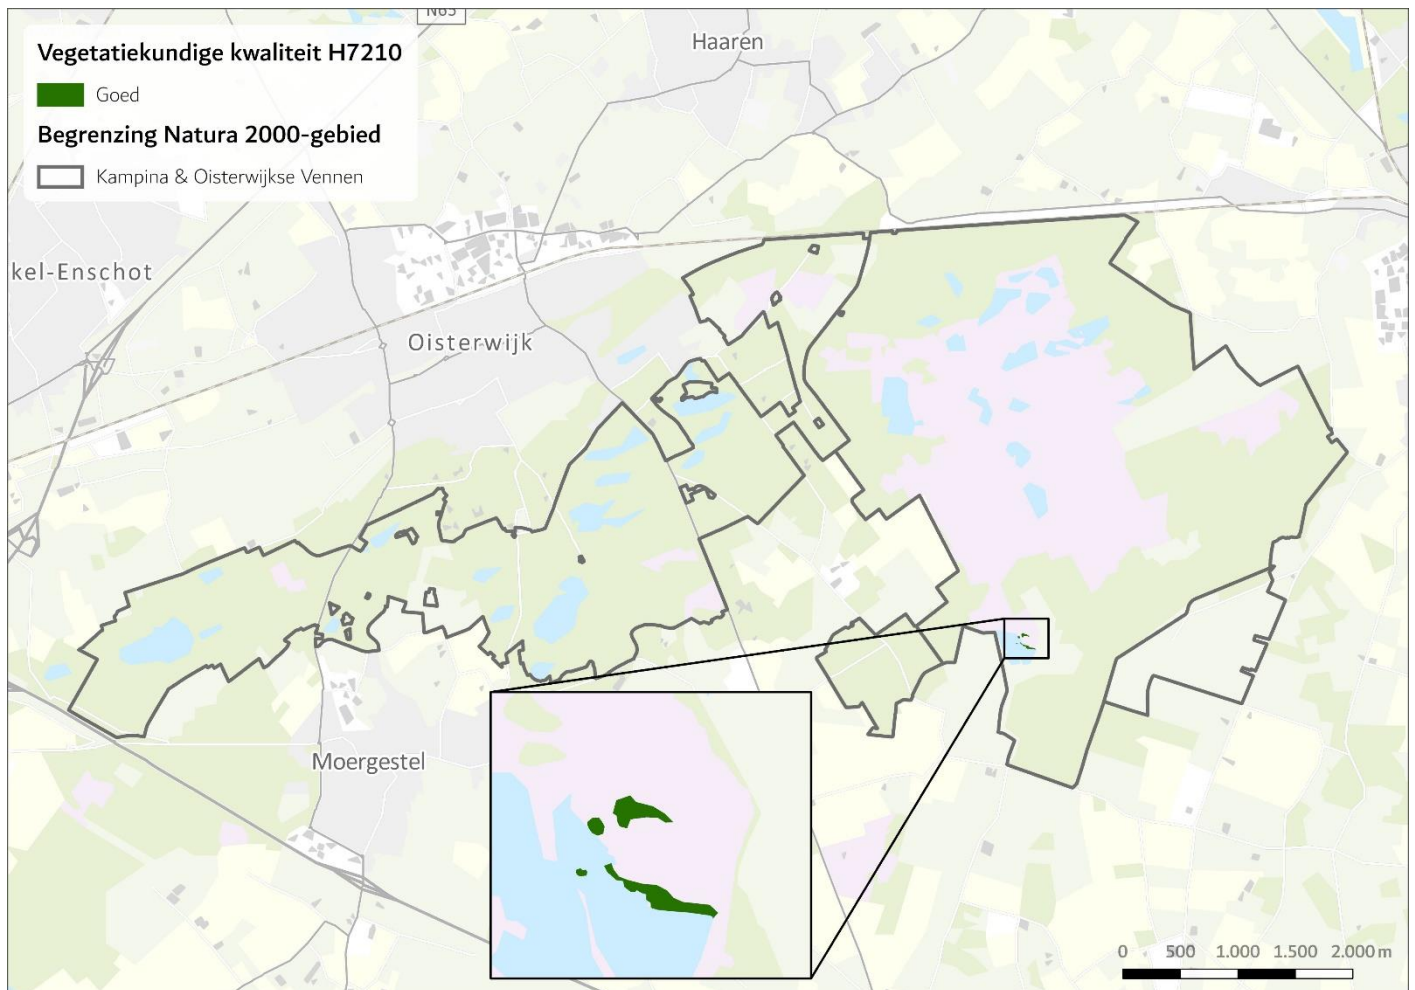 N65
Haaren
Vegetatiekundige kwaliteit H7210
Goed
Begrenzing Natura 2000-gebied
Kampina & Oisterwijkse Vennen
kel-Enschot
Oisterwijk
Moergestel
0 500 1.000 1.500 2.000 m